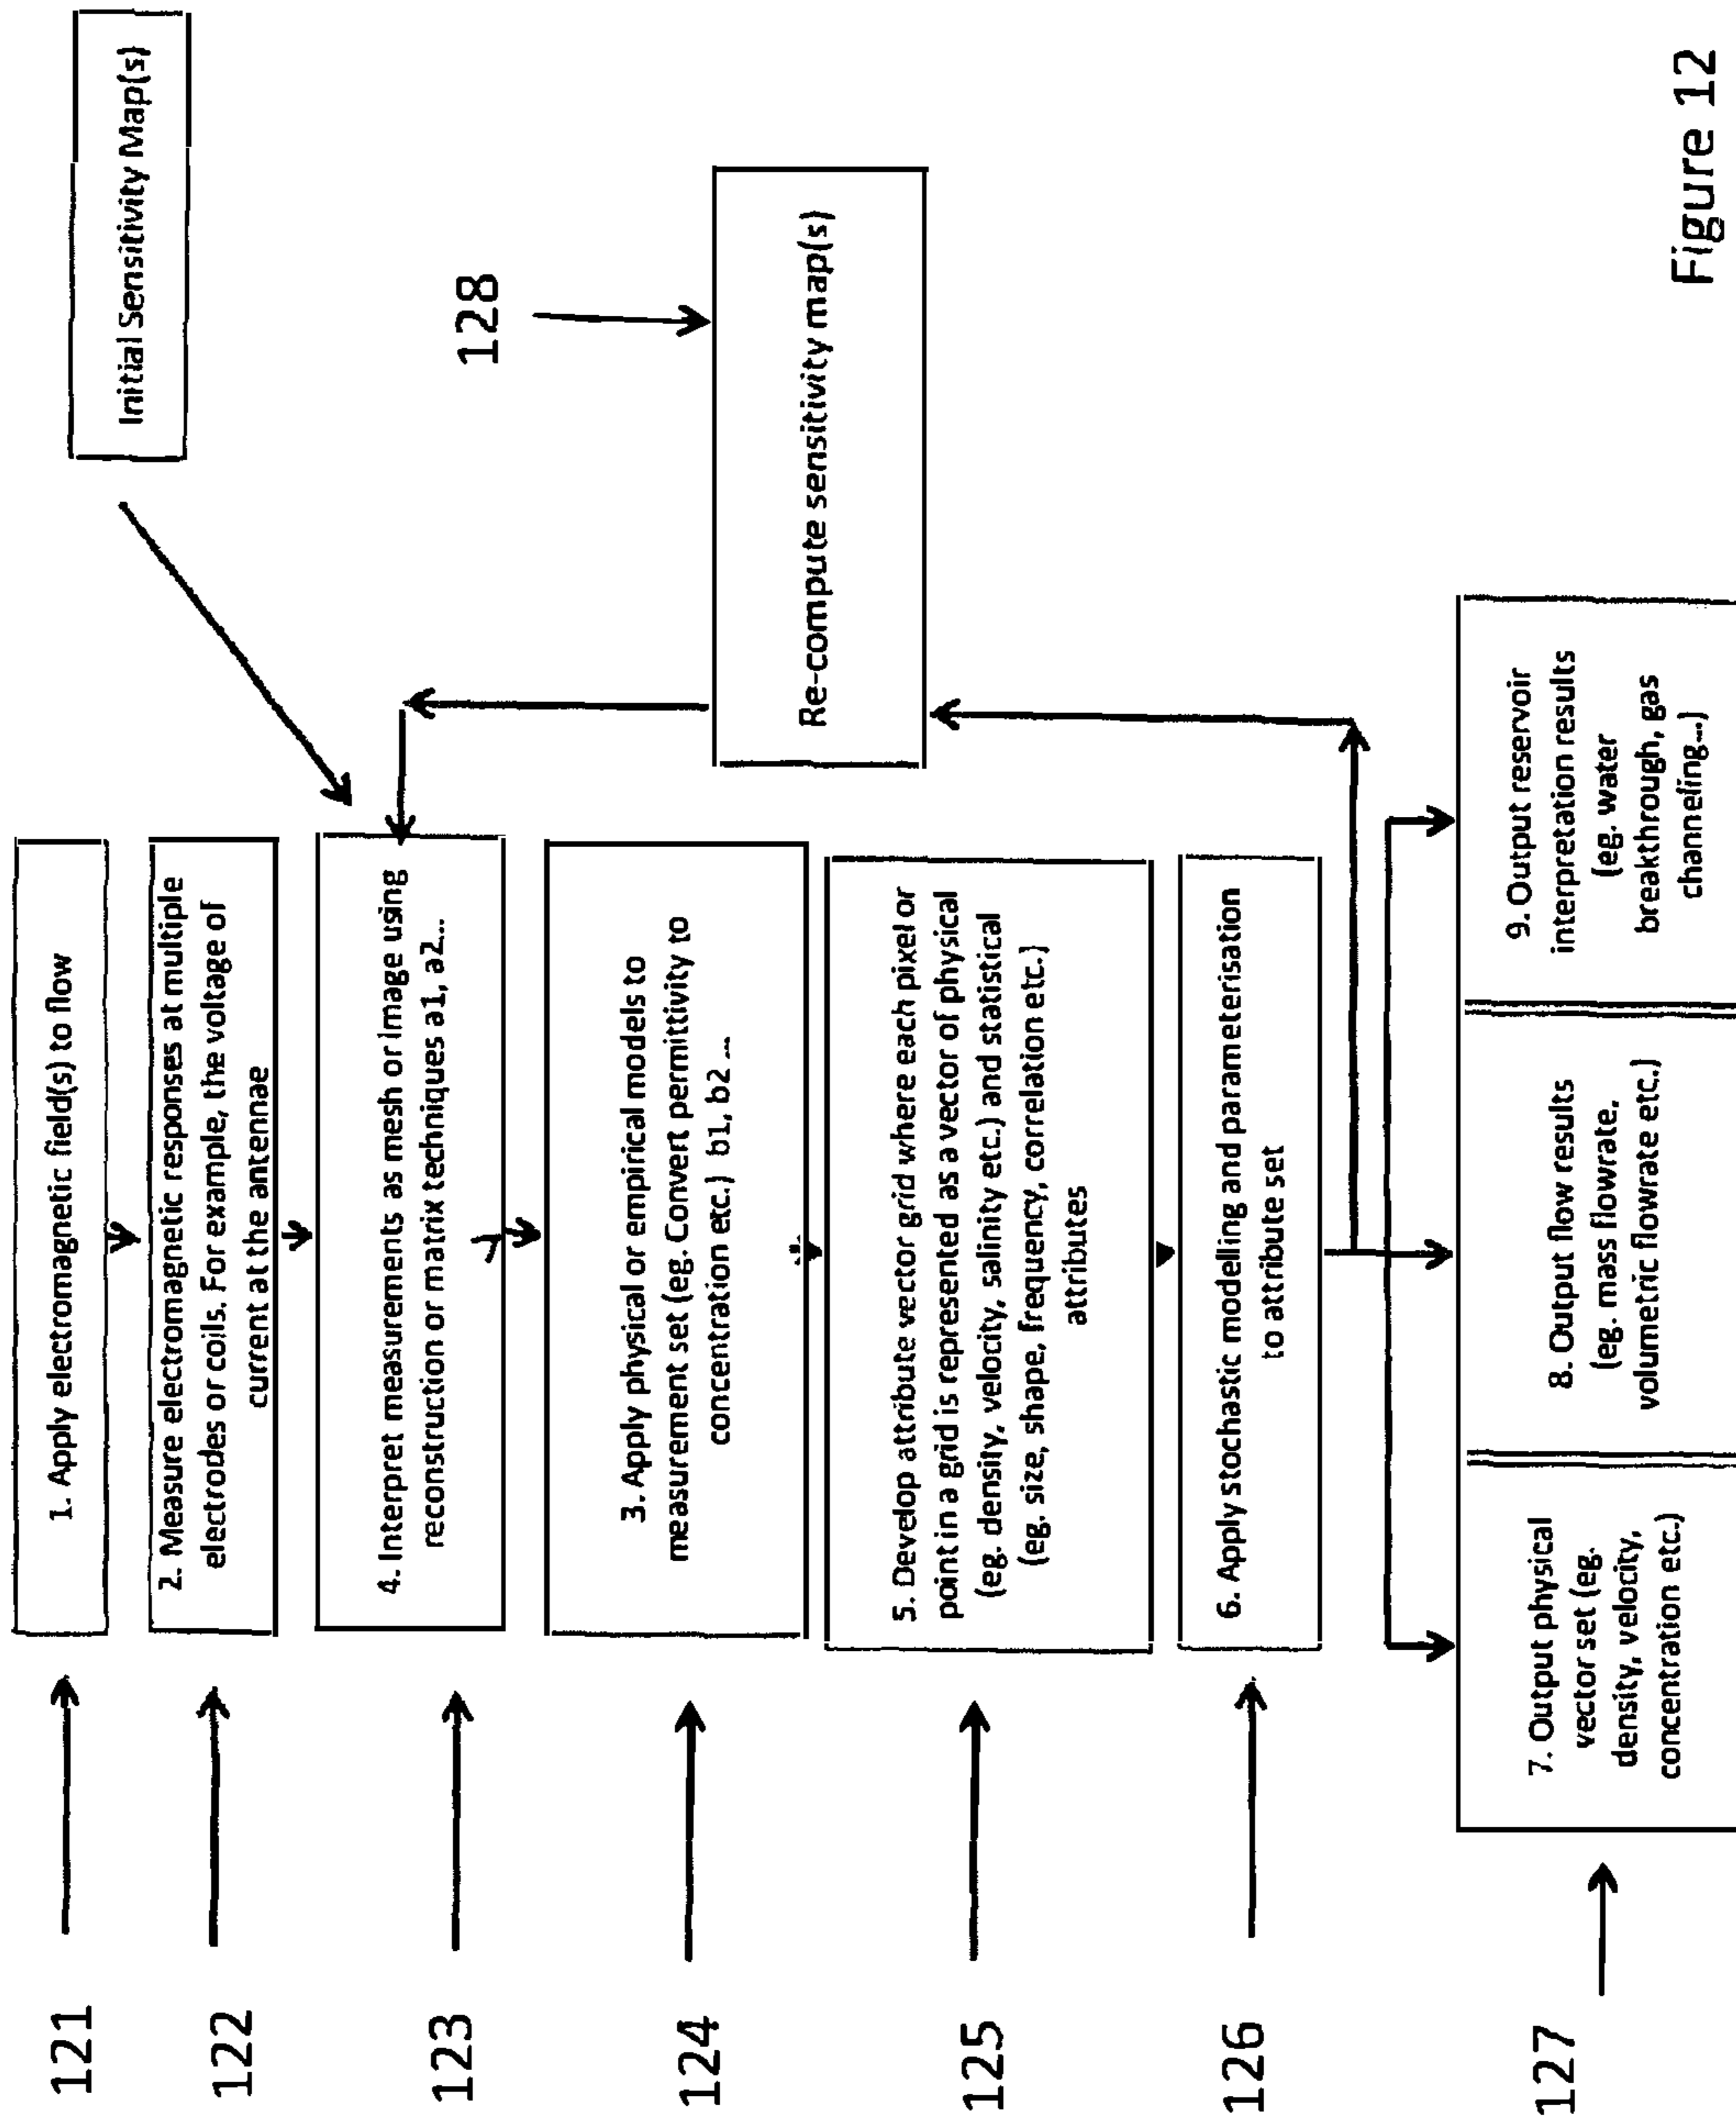 Initial Sensitivity Map(s)
121
1. Apply electromagnetic field(s) to flow
122
2. Measure electromagnetic responses at multiple
electrodes or coils. For example, the voltage or
current at the antennae
128
123
4. Interpret measurements as mesh or image using
reconstruction or matrix techniques a1, a2...
Re-compute sensitivity map(s)
124
3. Apply physical or empirical models to
measurement set (eg. Convert permittivity to
concentration etc.) b1, b2 ...
125
5. Develop attribute vector grid where each pixel or
point in a grid is represented as a vector of physical
(eg. density, velocity, salinity etc.) and statistical
(eg. size, shape, frequency, correlation etc.)
attributes
126
6. Apply stochastic modelling and parameterisation
to attribute set
127
7. Output physical
vector set (eg.
density, velocity,
concentration etc.)
8. Output flow results
(eg. mass flowrate,
volumetric flowrate etc.)
9. Output reservoir
interpretation results
(eg. water
breakthrough, gas
channeling...)
Figure 12